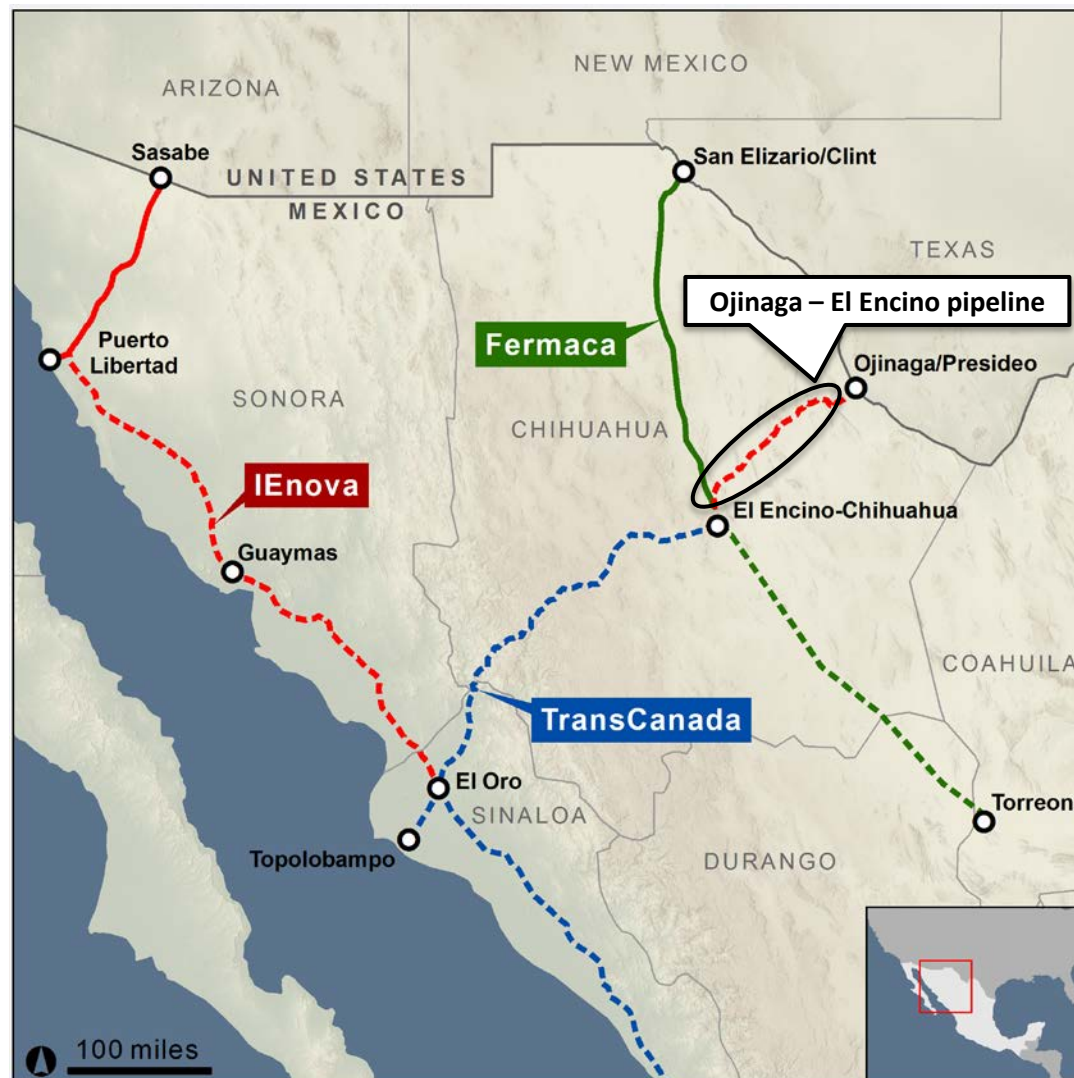 NEW MEXICO
ARIZONA
Sasabe
San Elizario/Clint
UNITED STATES
MEXICO
TEXAS
Ojinaga – El Encino pipeline
Puerto
Libertad
Fermaca
Ojinaga/Presideo
SONORA
CHIHUAHUA
IEnova
El Encino-Chihuahua
Guaymas
COAHUILA
TransCanada
El Oro
SINALOA
Torreon
Topolobampo
DURANGO
100 miles